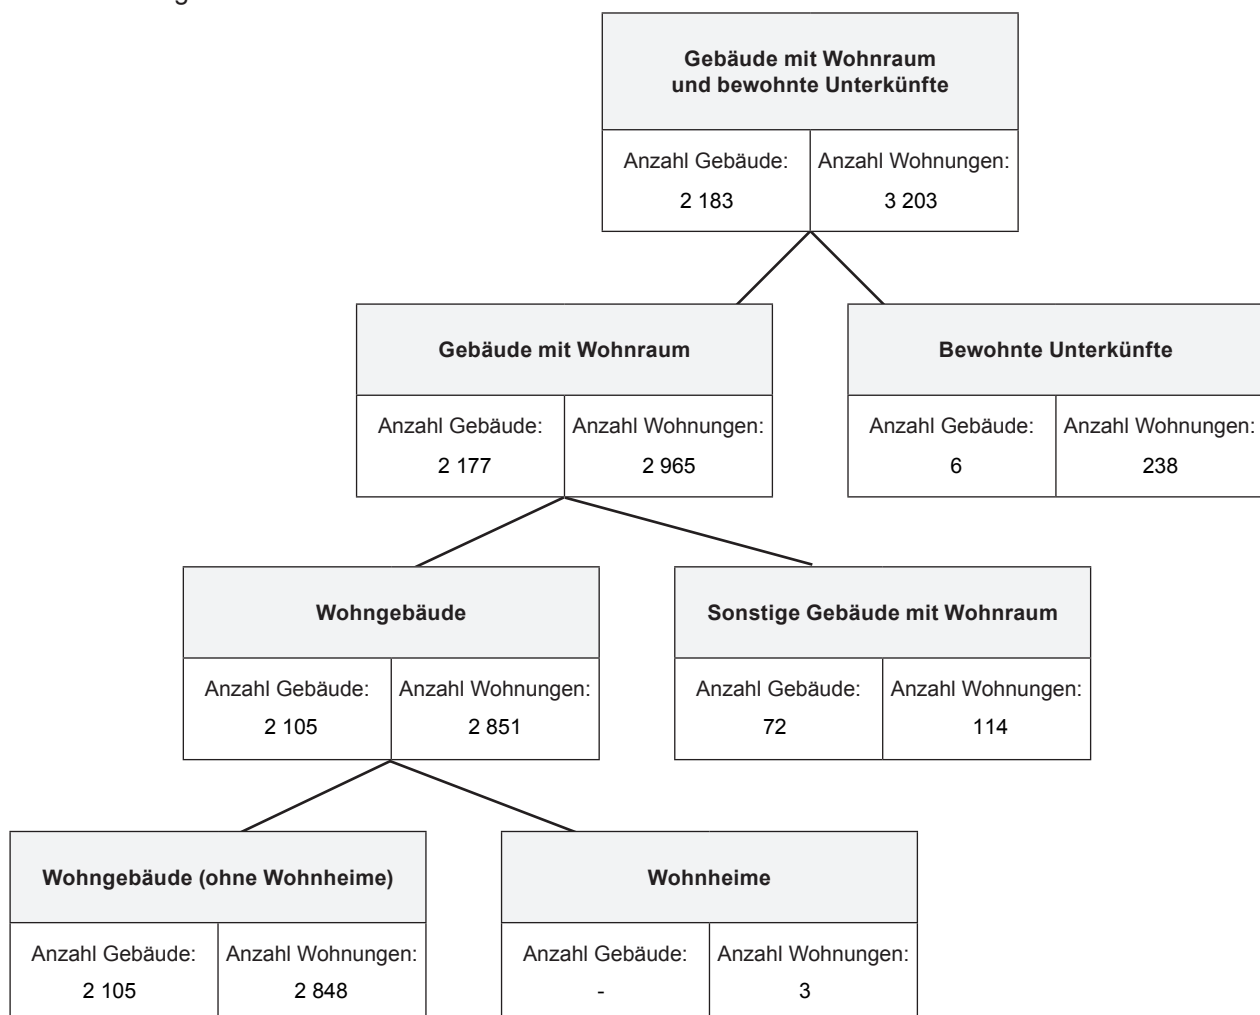 Gebäude mit Wohnraum
und bewohnte Unterkünfte
Anzahl Gebäude: Anzahl Wohnungen:
2 183 3 203
Gebäude mit Wohnraum Bewohnte Unterkünfte
Anzahl Gebäude: Anzahl Wohnungen: Anzahl Gebäude: Anzahl Wohnungen:
2 177 2 965 6 238
Wohngebäude Sonstige Gebäude mit Wohnraum
Anzahl Gebäude: Anzahl Wohnungen: Anzahl Gebäude: Anzahl Wohnungen:
2 105 2 851 72 114
Wohngebäude (ohne Wohnheime) Wohnheime
Anzahl Gebäude: Anzahl Wohnungen: Anzahl Gebäude: Anzahl Wohnungen:
2 105 2 848 - 3